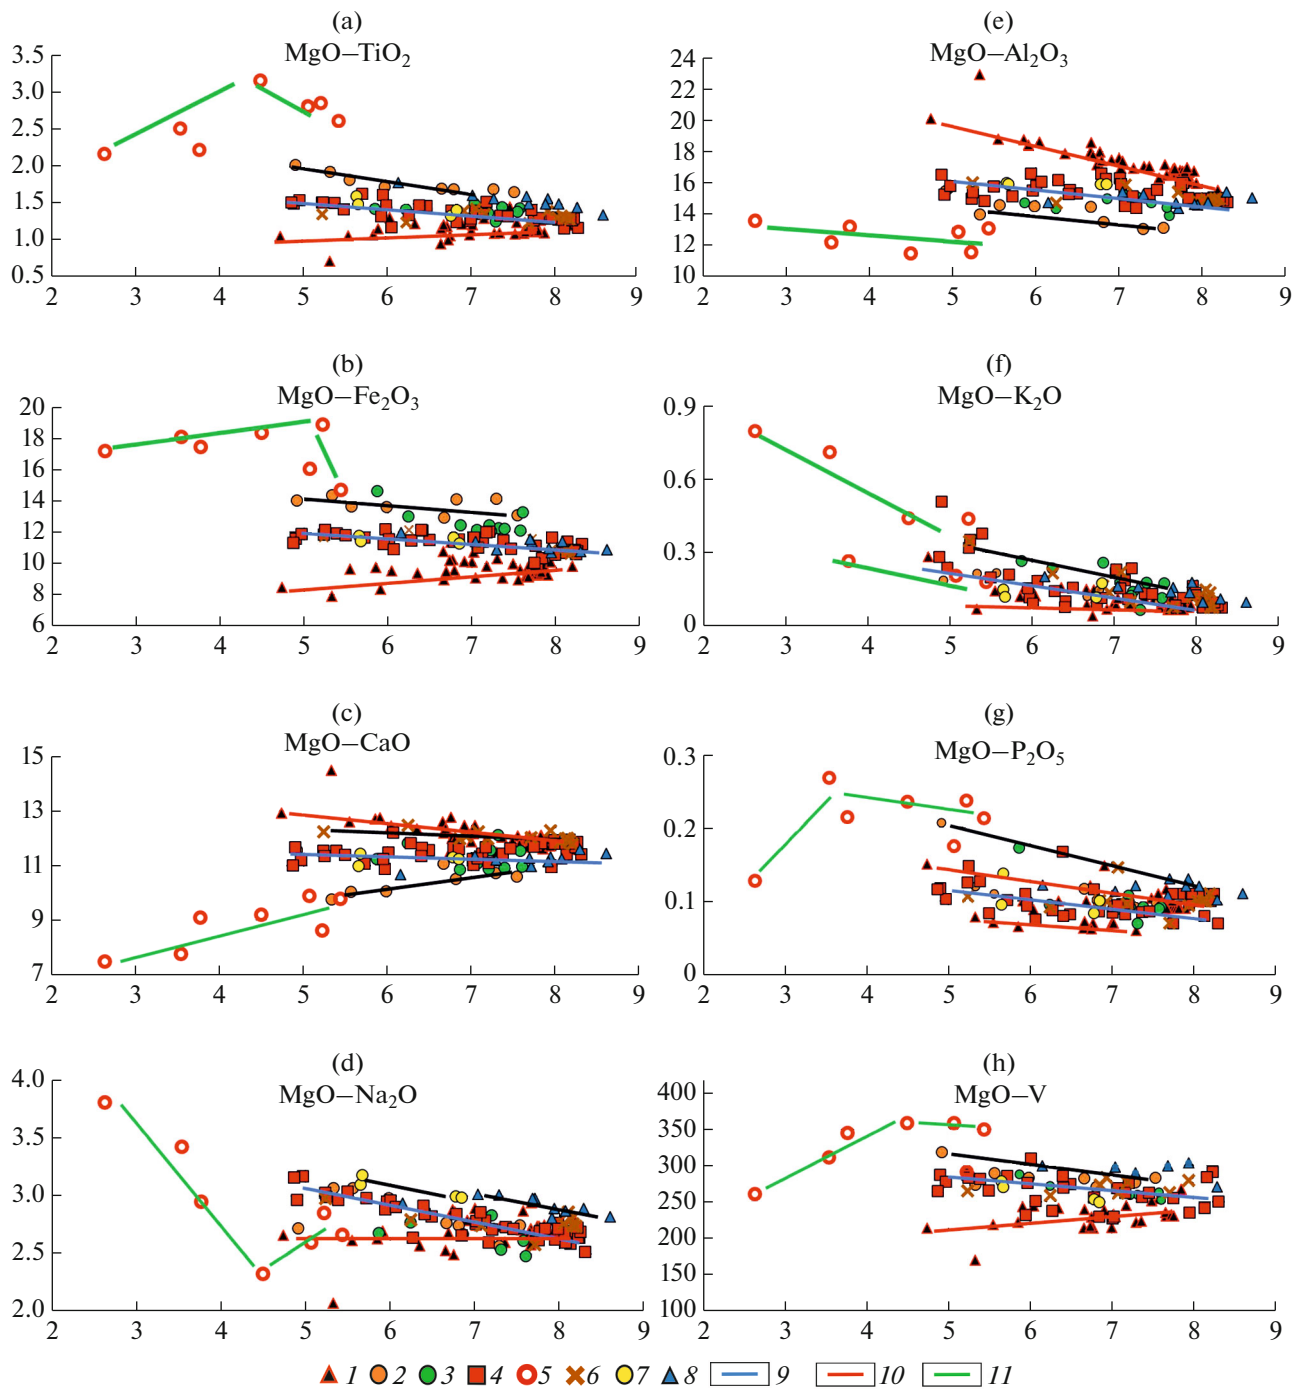 (a)
MgO–TiO₂
3.5
3.0
2.5
2.0
1.5
1.0
0.5
2 3 4 5 6 7 8 9
(e)
MgO–Al₂O₃
24
22
20
18
16
14
12
10
2 3 4 5 6 7 8 9
(b)
MgO–Fe₂O₃
20
18
16
14
12
10
8
6
2 3 4 5 6 7 8 9
(f)
MgO–K₂O
0.9
0.6
0.3
0
2 3 4 5 6 7 8 9
(c)
MgO–CaO
15
13
11
9
7
2 3 4 5 6 7 8 9
(g)
MgO–P₂O₅
0.3
0.2
0.1
0
2 3 4 5 6 7 8 9
(d)
MgO–Na₂O
4.0
3.5
3.0
2.5
2.0
2 3 4 5 6 7 8 9
(h)
MgO–V
400
350
300
250
200
150
100
2 3 4 5 6 7 8 9
1 2 3 4 5 6 7 8 9 10 11